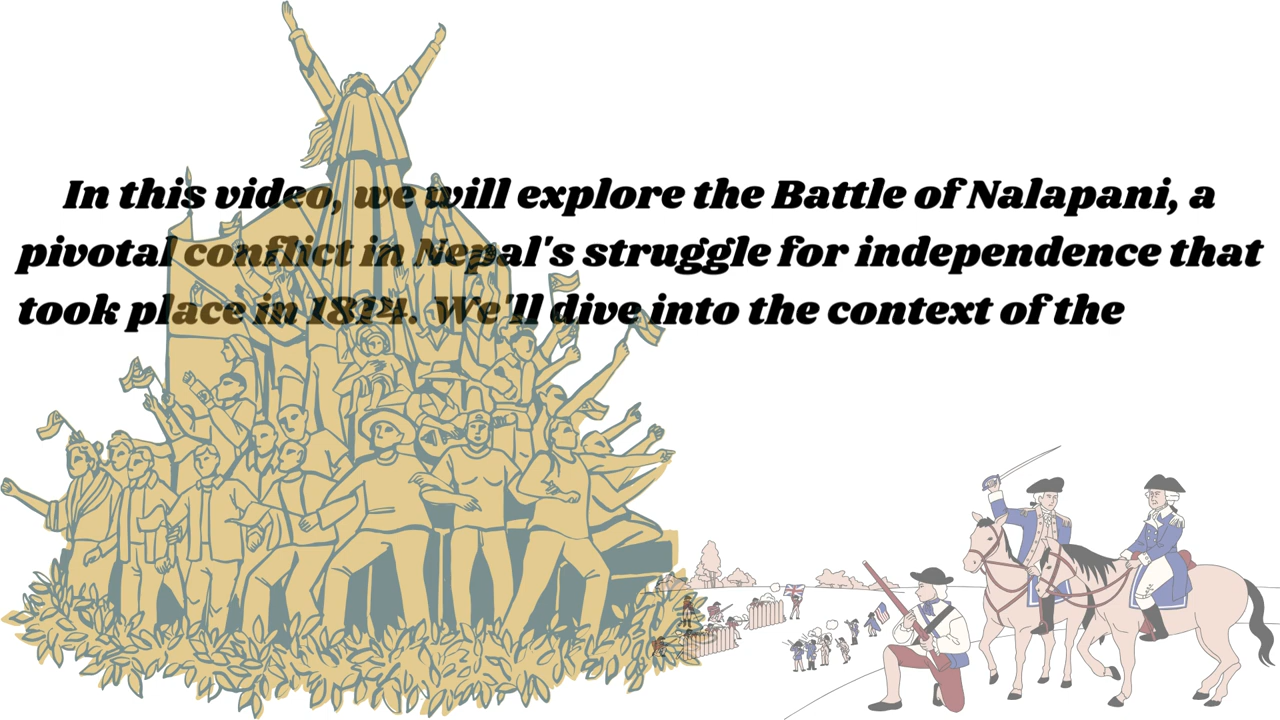 In this video, we will explore the Battle of Nalapani, a
pivotal conflict in Nepal's struggle for independence that
took place in 1814. We'll dive into the context of the